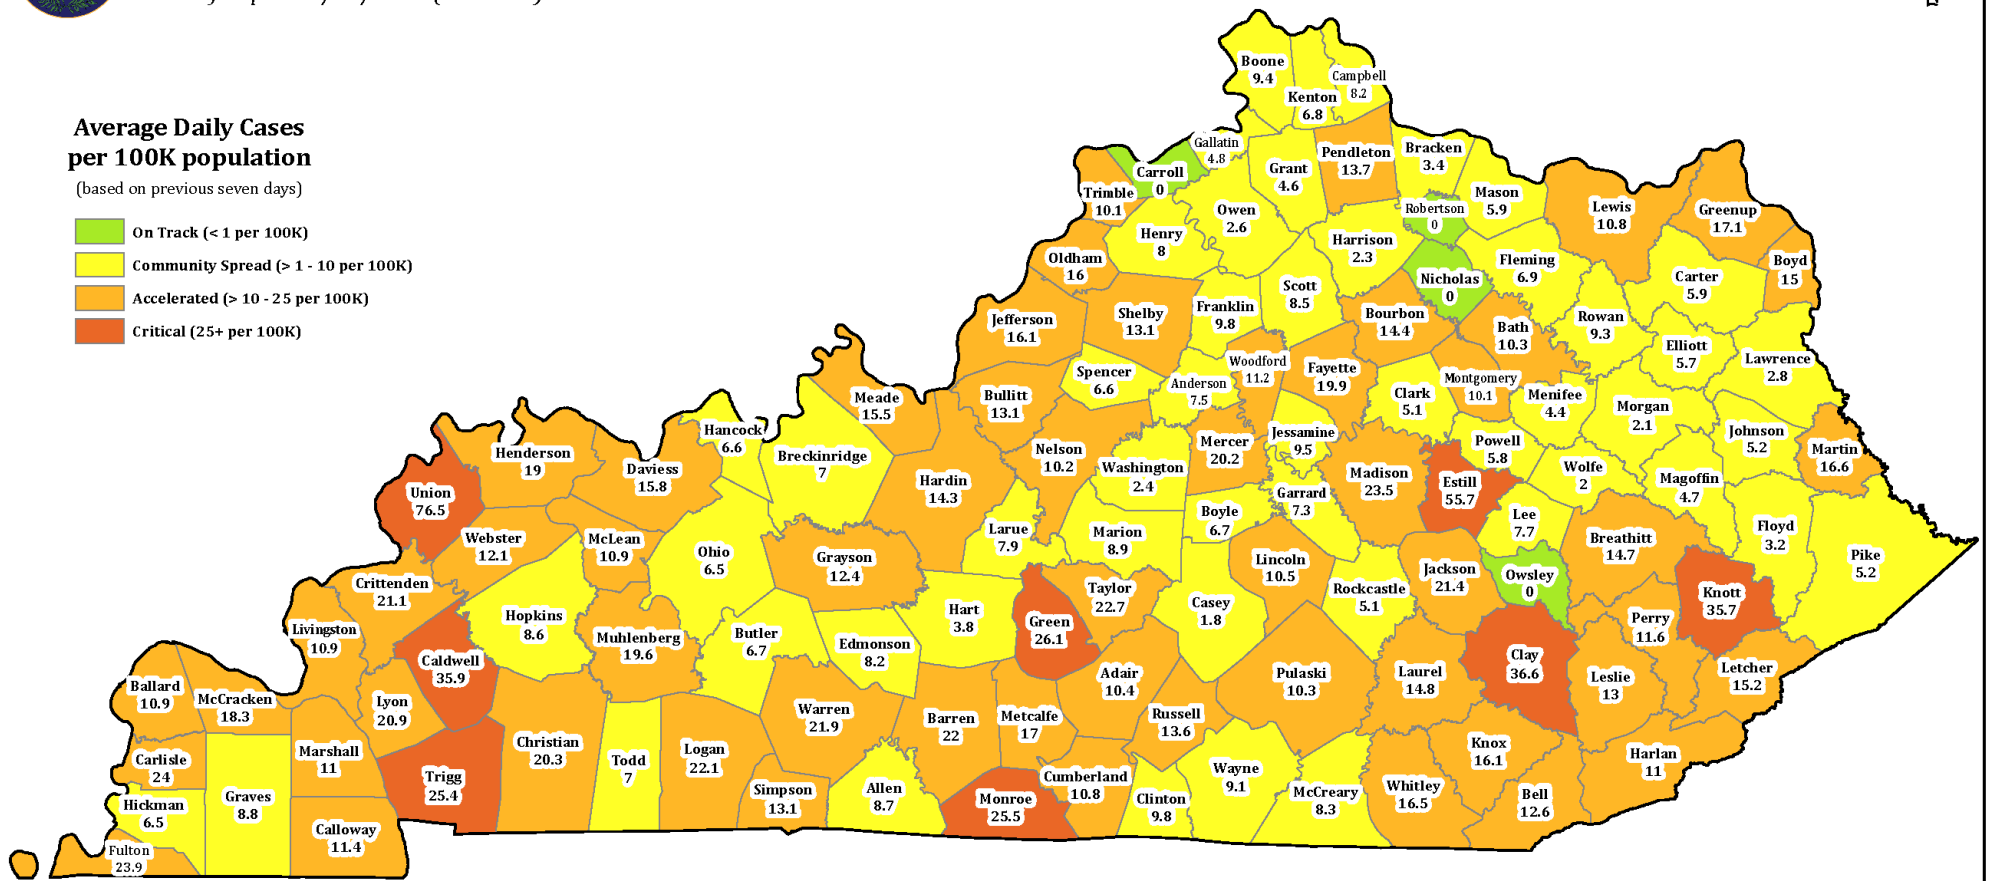 Average Daily Cases
per 100K population
(based on previous seven days)
On Track (< 1 per 100K)
Community Spread (> 1 - 10 per 100K)
Accelerated (> 10 - 25 per 100K)
Critical (25+ per 100K)
Boone
9.4
Kenton
6.8
Campbell
8.2
Gallatin
4.8
Carroll
0
Trimble
10.1
Grant
4.6
Pendleton
13.7
Bracken
3.4
Mason
5.9
Robertson
0
Lewis
10.8
Greenup
17.1
Boyd
15
Owen
2.6
Henry
8
Oldham
16
Harrison
2.3
Nicholas
0
Fleming
6.9
Carter
5.9
Scott
8.5
Franklin
9.8
Shelby
13.1
Jefferson
16.1
Bourbon
14.4
Bath
10.3
Rowan
9.3
Elliott
5.7
Lawrence
2.8
Spencer
6.6
Anderson
7.5
Woodford
11.2
Fayette
19.9
Clark
5.1
Montgomery
10.1
Menifee
4.4
Morgan
2.1
Johnson
5.2
Martin
16.6
Meade
15.5
Bullitt
13.1
Nelson
10.2
Washington
2.4
Mercer
20.2
Jessamine
9.5
Madison
23.5
Powell
5.8
Estill
55.7
Wolfe
2
Magoffin
4.7
Hancock
6.6
Breckinridge
7
Hardin
14.3
Henderson
19
Daviess
15.8
Union
76.5
Garrard
7.3
Boyle
6.7
Lee
7.7
Breathitt
14.7
Floyd
3.2
Pike
5.2
Larue
7.9
Marion
8.9
Webster
12.1
McLean
10.9
Ohio
6.5
Grayson
12.4
Lincoln
10.5
Rockcastle
5.1
Jackson
21.4
Owsley
0
Knott
35.7
Crittenden
21.1
Hopkins
8.6
Hart
3.8
Green
26.1
Taylor
22.7
Casey
1.8
Perry
11.6
Livingston
10.9
Caldwell
35.9
Muhlenberg
19.6
Butler
6.7
Edmonson
8.2
Adair
10.4
Pulaski
10.3
Laurel
14.8
Clay
36.6
Leslie
13
Letcher
15.2
Ballard
10.9
McCracken
18.3
Lyon
20.9
Warren
21.9
Barren
22
Metcalfe
17
Russell
13.6
Carlisle
24
Marshall
11
Trigg
25.4
Christian
20.3
Todd
7
Logan
22.1
Simpson
13.1
Allen
8.7
Monroe
25.5
Cumberland
10.8
Clinton
9.8
Wayne
9.1
McCreary
8.3
Whitley
16.5
Knox
16.1
Bell
12.6
Harlan
11
Hickman
6.5
Graves
8.8
Calloway
11.4
Fulton
23.9